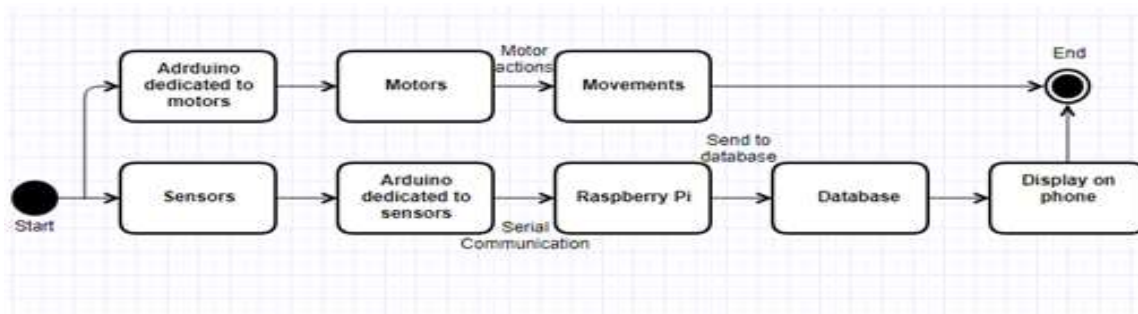 Adrduino
dedicated to
motors
Motors
Motor
actions
Movements
End
Start
Sensors
Arduino
dedicated to
sensors
Serial
Communication
Raspberry Pi
Send to
database
Database
Display on
phone